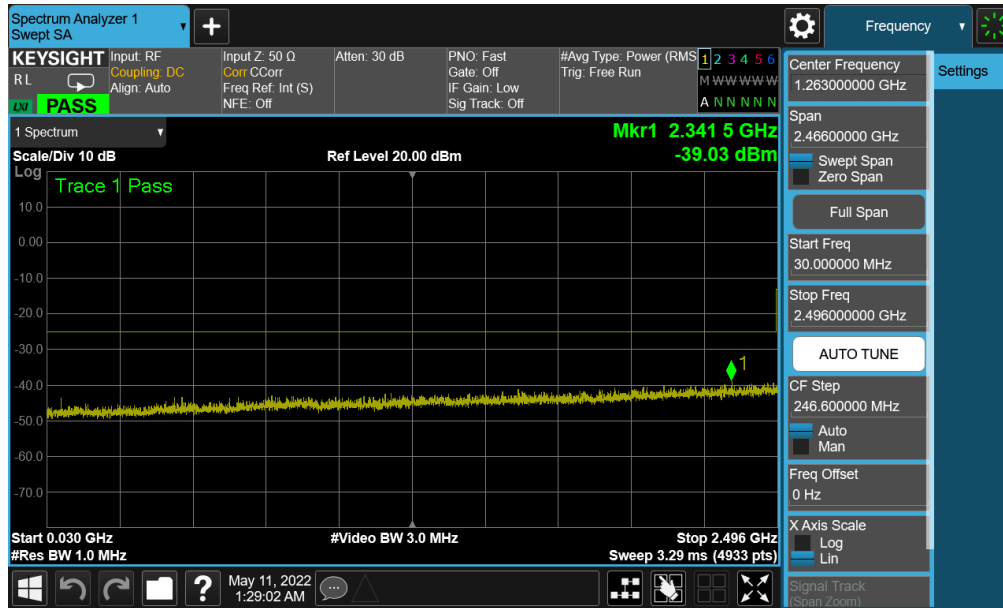 Spectrum Analyzer 1
Swept SA
+
Frequency
KEYSIGHT
RL
LXI PASS
Input: RF
Coupling: DC
Align: Auto
Input Z: 50 Ω
Corr CCorr
Freq Ref: Int (S)
NFE: Off
Atten: 30 dB
PNO: Fast
Gate: Off
IF Gain: Low
Sig Track: Off
#Avg Type: Power (RMS
Trig: Free Run
1 2 3 4 5 6
M W W W W W
A N N N N N
1 Spectrum
Scale/Div 10 dB
Ref Level 20.00 dBm
Mkr1 2.341 5 GHz
-39.03 dBm
Log
Trace 1 Pass
10.0
0.00
-10.0
-20.0
-30.0
-40.0
-50.0
-60.0
-70.0
1
Start 0.030 GHz
#Video BW 3.0 MHz
Stop 2.496 GHz
#Res BW 1.0 MHz
Sweep 3.29 ms (4933 pts)
Center Frequency
1.263000000 GHz
Span
2.46600000 GHz
Swept Span
Zero Span
Full Span
Start Freq
30.000000 MHz
Stop Freq
2.496000000 GHz
AUTO TUNE
CF Step
246.600000 MHz
Auto
Man
Freq Offset
0 Hz
X Axis Scale
Log
Lin
Signal Track
(Span Zoom)
Settings
?
May 11, 2022
1:29:02 AM